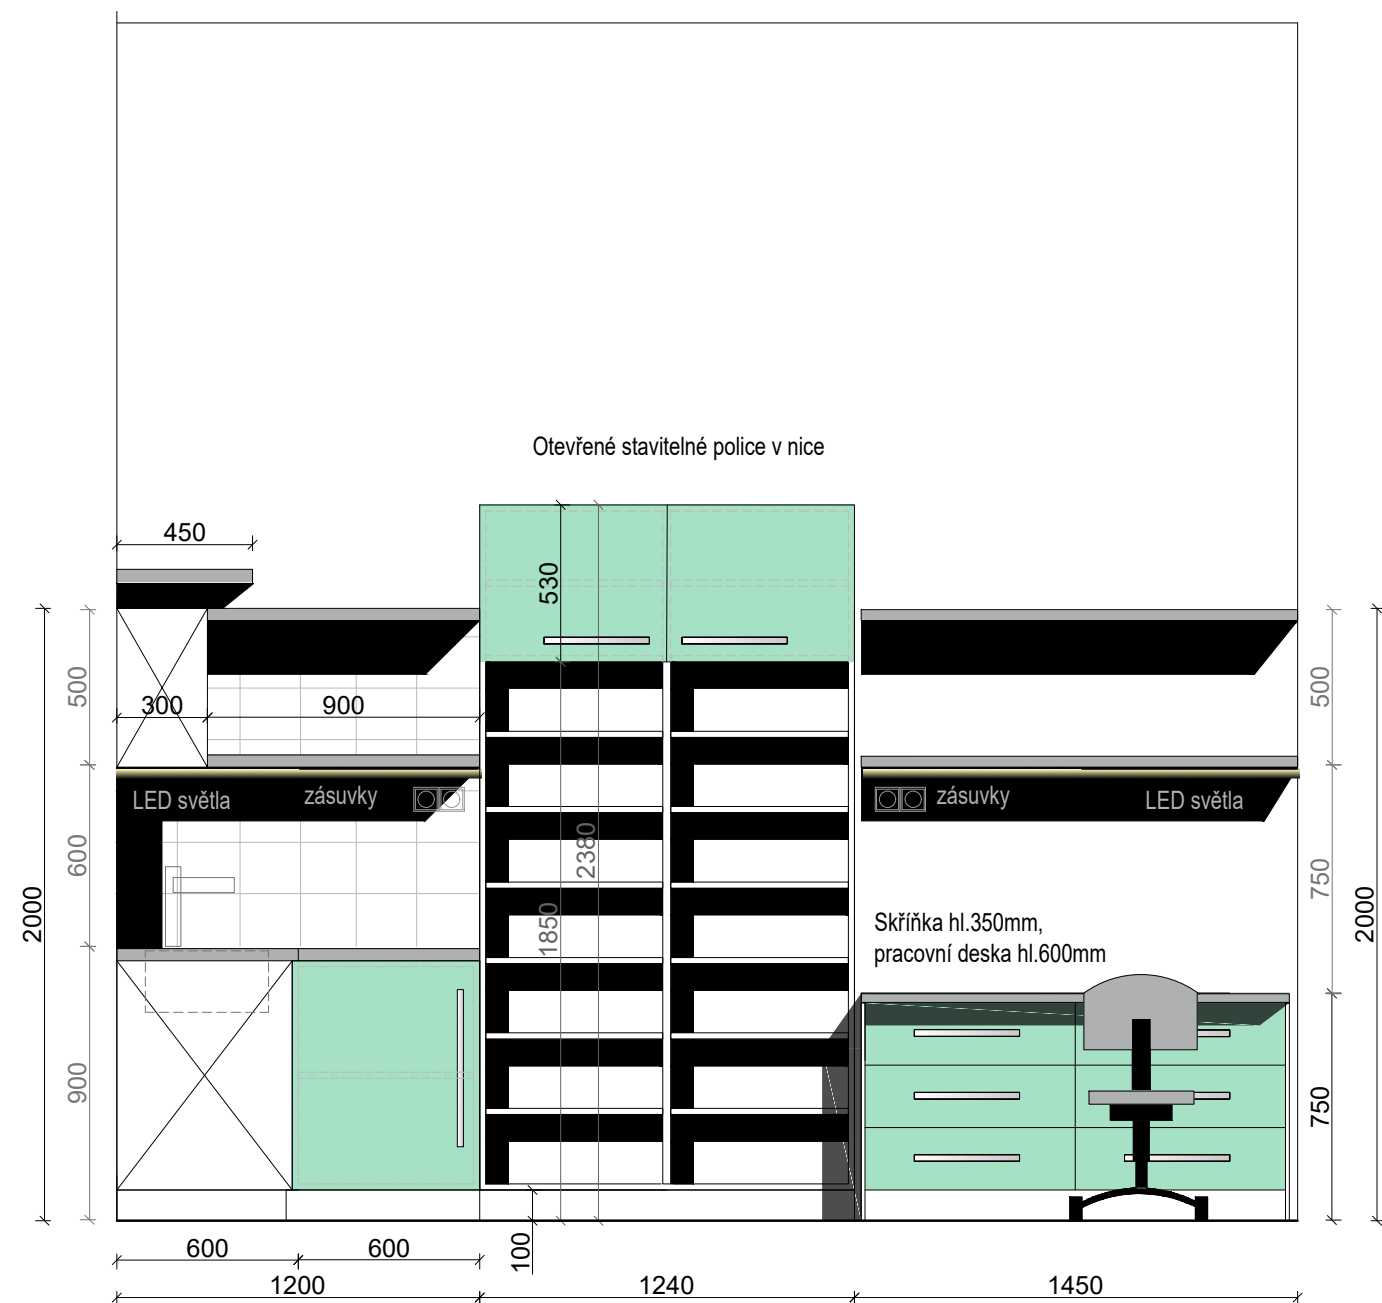 Otevřené stavitelné police v nice
450
530
500
300
900
500
LED světla
zásuvky
zásuvky
LED světla
2380
600
750
2000
1850
2000
Skříňka hl.350mm,
pracovní deska hl.600mm
900
750
100
600
600
1200
1240
1450